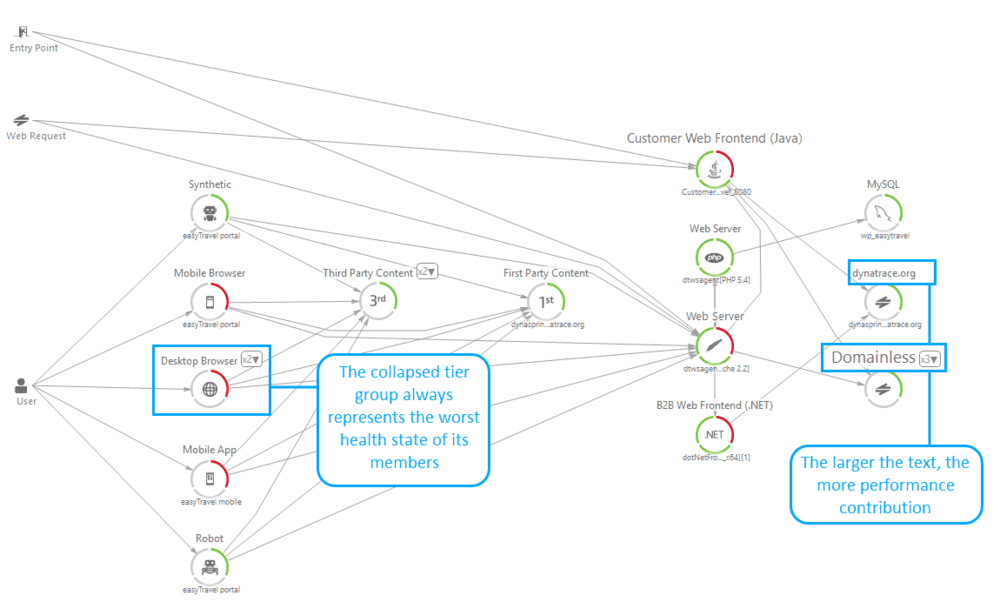 Entry Point
Web Request
Customer Web Frontend (Java)
Customer...vel_8080
Synthetic
easyTravel portal
MySQL
wp_easytravel
Web Server
php
dtwsagent[PHP 5.4]
Mobile Browser
easyTravel portal
Third Party Content x2
3rd
First Party Content
1st
dynasprin...atrace.org
dynatrace.org
dynasprin...atrace.org
Web Server
dtwsagen...che 2.2]
Desktop Browser x2
Domainless x3
User
The collapsed tier
group always
represents the worst
health state of its
members
B2B Web Frontend (.NET)
.NET
dotNetFro..._x64][1]
Mobile App
easyTravel mobile
The larger the text, the
more performance
contribution
Robot
easyTravel portal